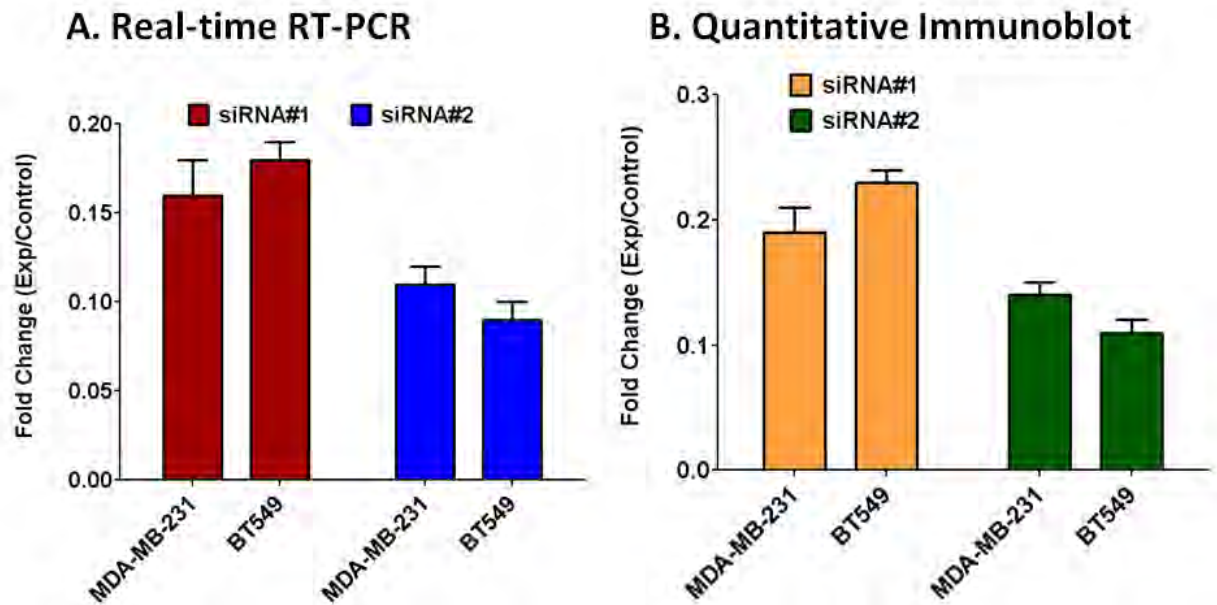 A. Real-time RT-PCR
siRNA#1 siRNA#2
Fold Change (Exp/Control)
0.20
0.15
0.10
0.05
0.00
MDA-MB-231
BT549
MDA-MB-231
BT549
B. Quantitative Immunoblot
siRNA#1
siRNA#2
Fold Change (Exp/Control)
0.3
0.2
0.1
0.0
MDA-MB-231
BT549
MDA-MB-231
BT549